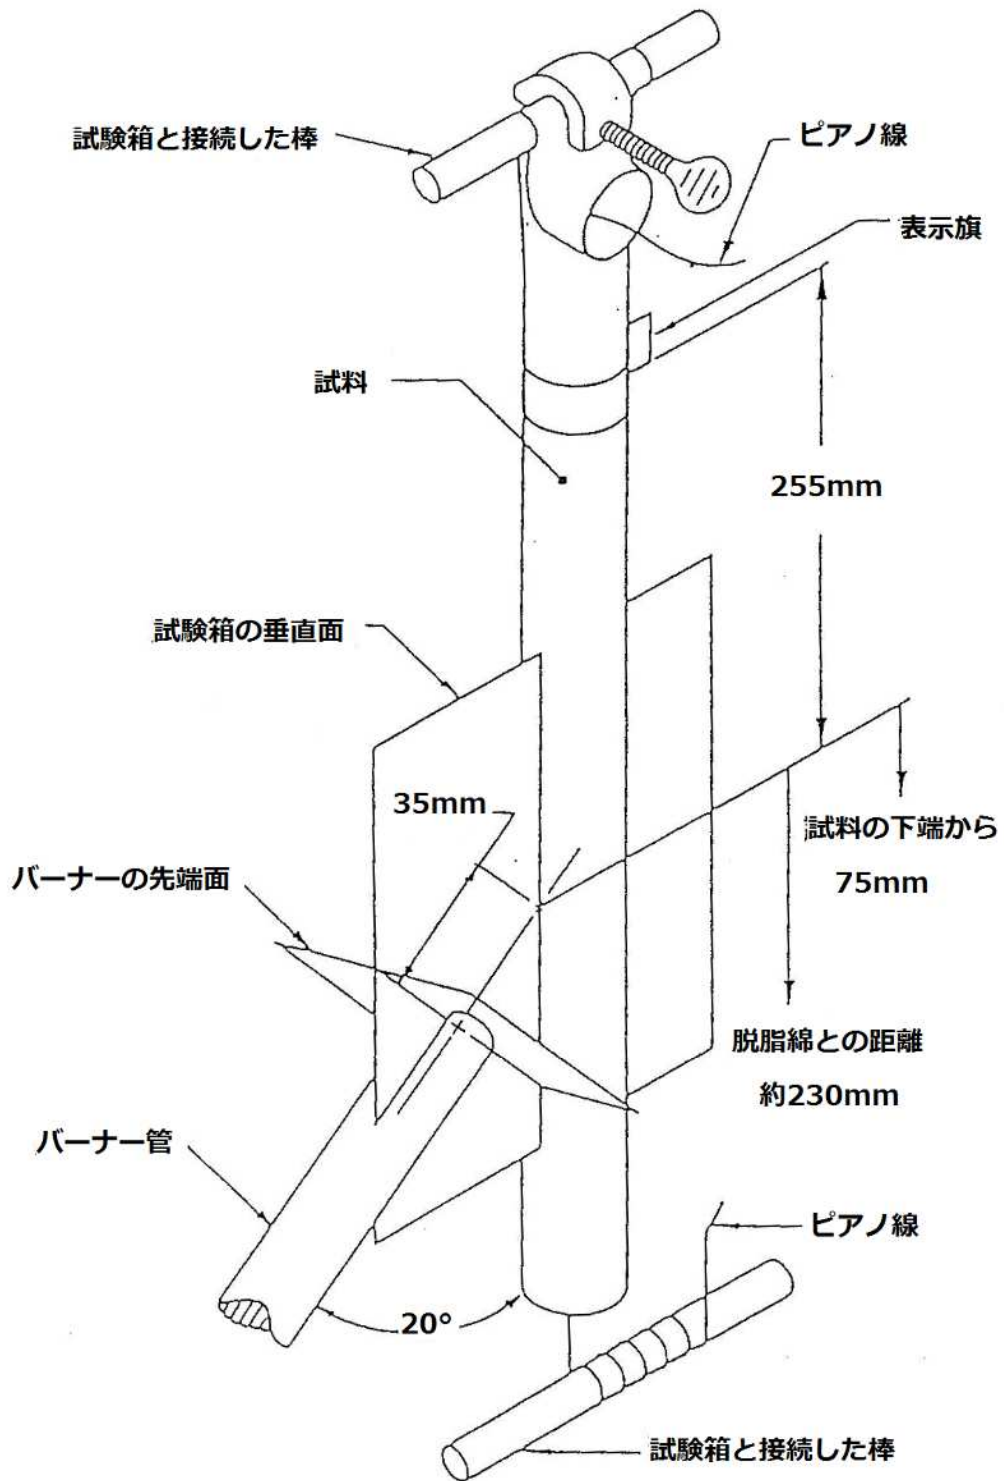 試験箱と接続した棒
ピアノ線
表示旗
試料
255mm
試験箱の垂直面
35mm
試料の下端から
75mm
バーナーの先端面
脱脂綿との距離
約230mm
バーナー管
ピアノ線
20°
試験箱と接続した棒